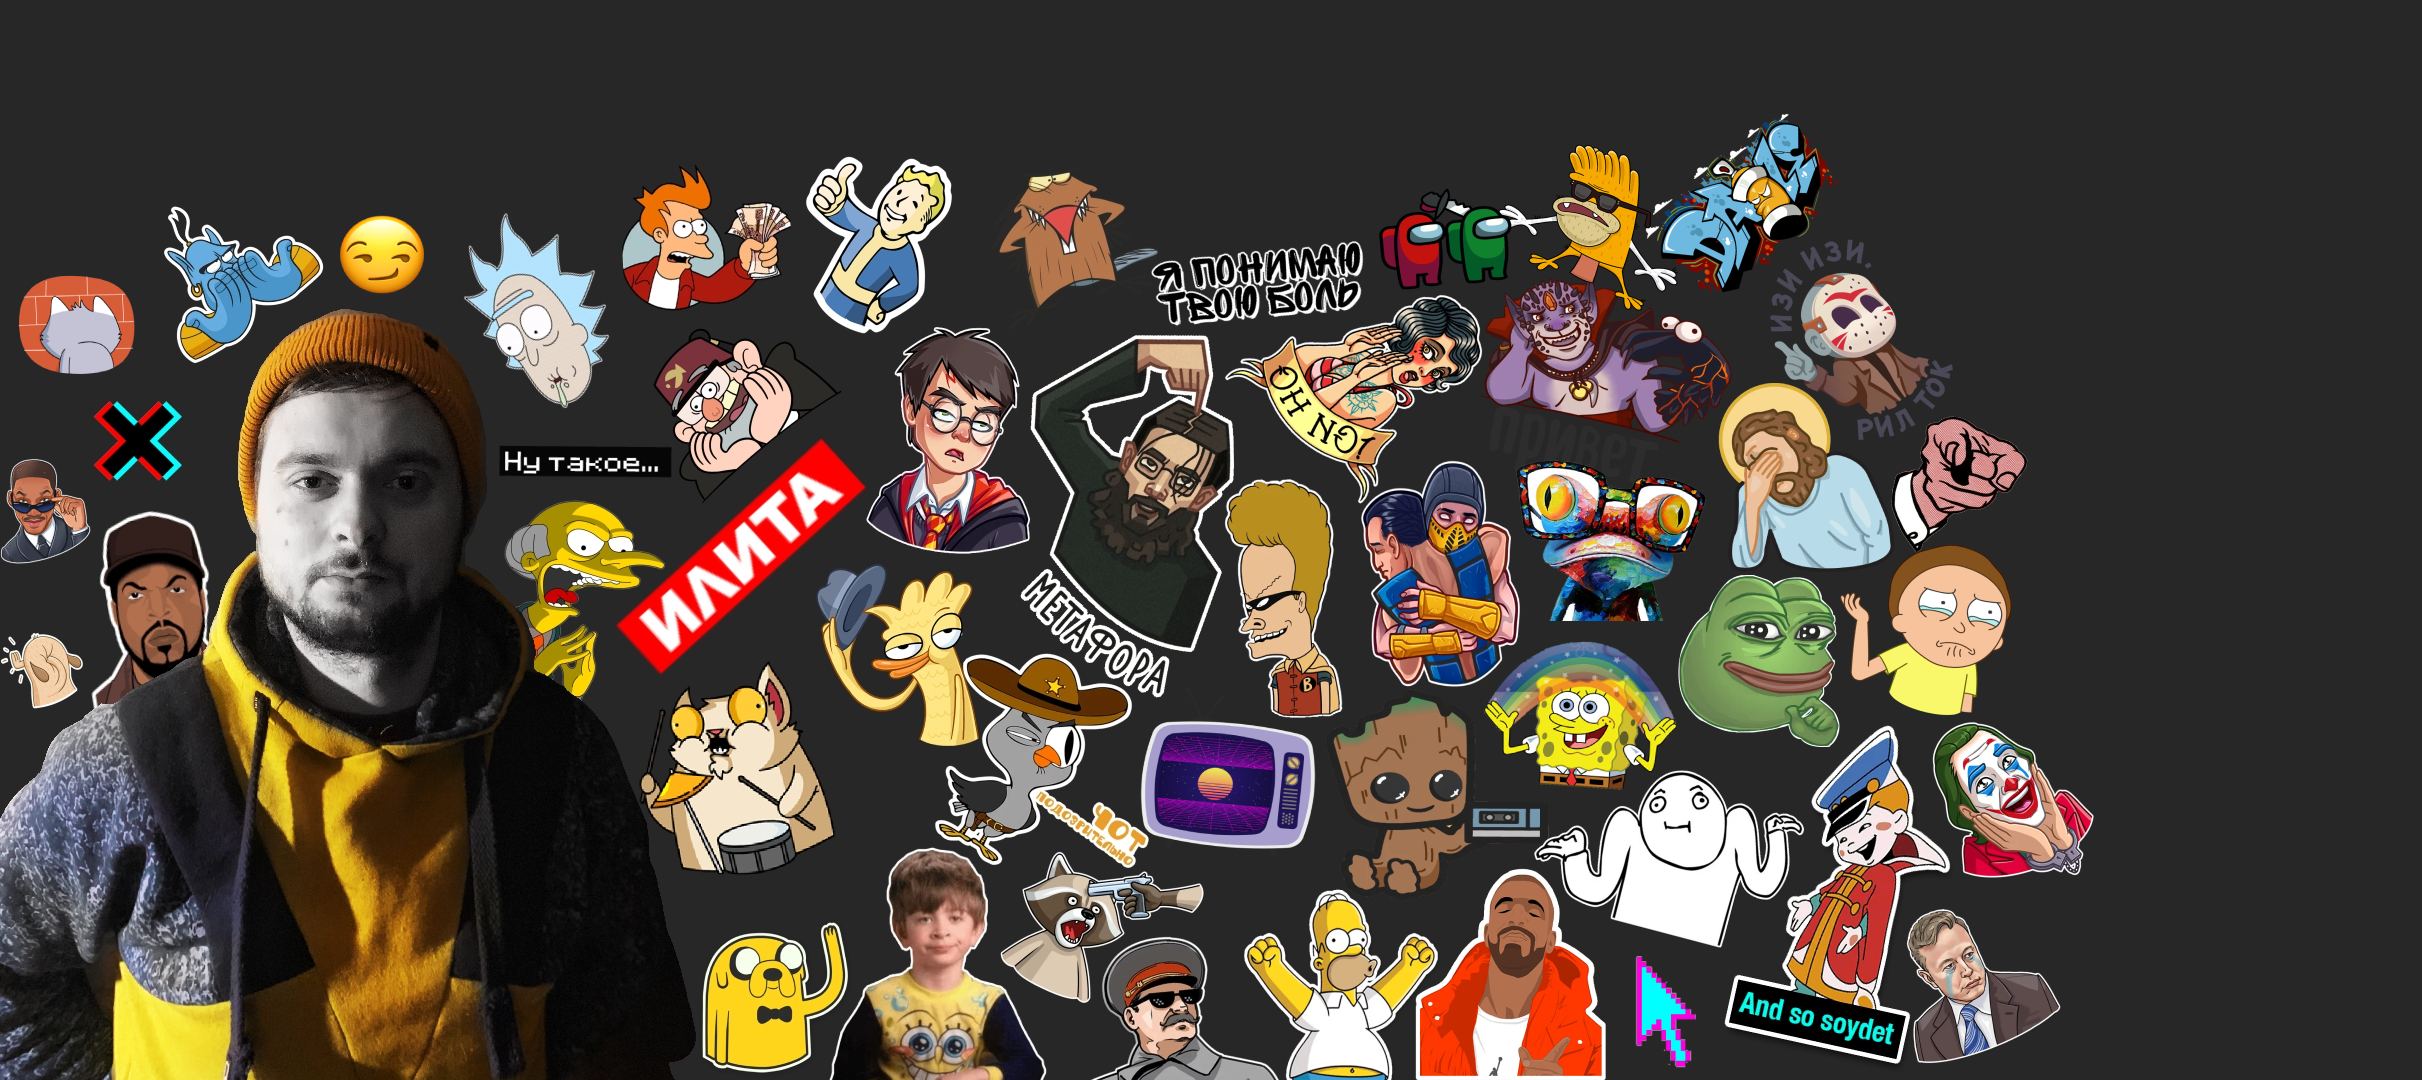 Я ПОНИМАЮ
ТВОЮ БОЛЬ
ИЗИ ИЗИ.
РИЛ ТОК
OH NO!
ПРИВЕТ
Ну такое...
ИЛИТА
МЕТАФОРА
B
ЧОТ
ПОДОЗРИТЕЛЬНО
And so soydet